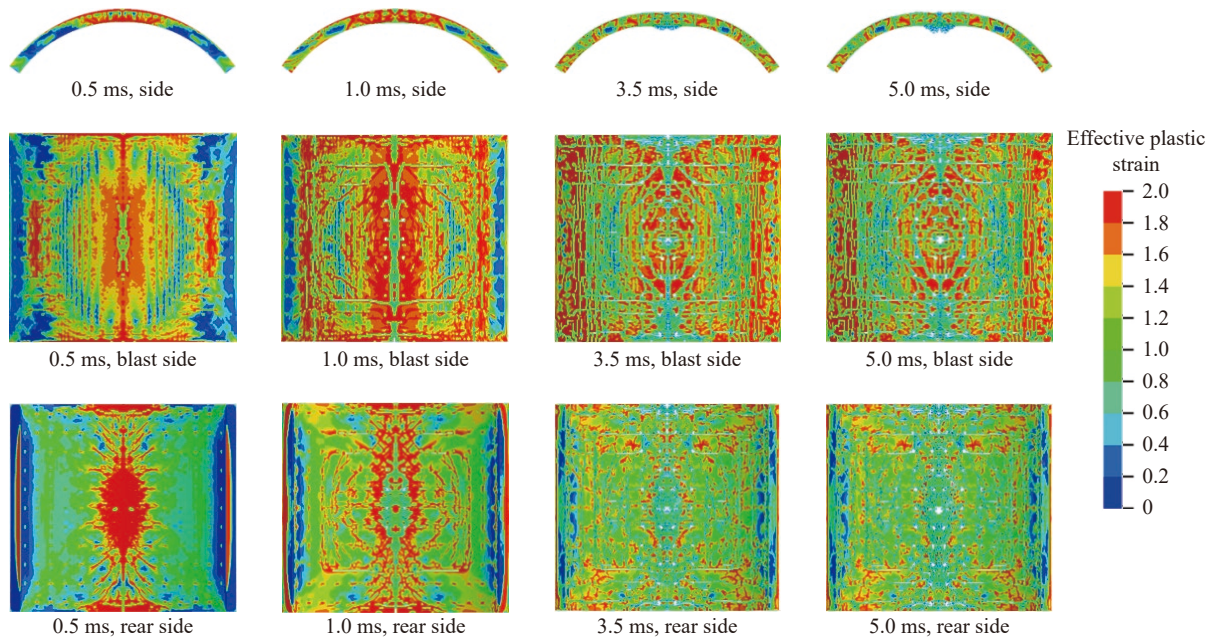 0.5 ms, side
1.0 ms, side
3.5 ms, side
5.0 ms, side
0.5 ms, blast side
1.0 ms, blast side
3.5 ms, blast side
5.0 ms, blast side
0.5 ms, rear side
1.0 ms, rear side
3.5 ms, rear side
5.0 ms, rear side
Effective plastic
strain
2.0
1.8
1.6
1.4
1.2
1.0
0.8
0.6
0.4
0.2
0